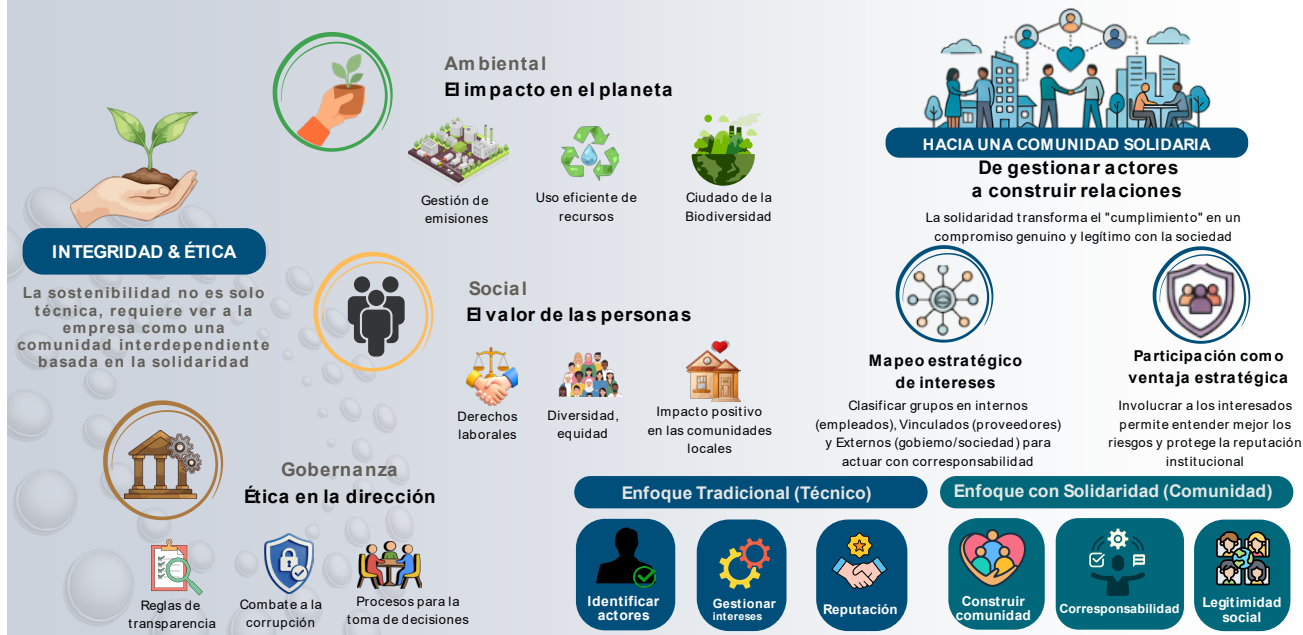 INTEGRIDAD & ÉTICA
La sostenibilidad no es solo
técnica, requiere ver a la
empresa como una
comunidad interdependiente
basada en la solidaridad
Ambiental
El impacto en el planeta
Gestión de
emisiones
Uso eficiente de
recursos
Ciudado de la
Biodiversidad
Social
El valor de las personas
Derechos
laborales
Diversidad,
equidad
Impacto positivo
en las comunidades
locales
Gobernanza
Ética en la dirección
Reglas de
transparencia
Combate a la
corrupción
Procesos para la
toma de decisiones
HACIA UNA COMUNIDAD SOLIDARIA
De gestionar actores
a construir relaciones
La solidaridad transforma el "cumplimiento" en un
compromiso genuino y legítimo con la sociedad
Mapeo estratégico
de intereses
Clasificar grupos en internos
(empleados), Vinculados (proveedores)
y Externos (gobierno/sociedad) para
actuar con corresponsabilidad
Participación como
ventaja estratégica
Involucrar a los interesados
permite entender mejor los
riesgos y protege la reputación
institucional
Enfoque Tradicional (Técnico)
Identificar
actores
Gestionar
intereses
Reputación
Enfoque con Solidaridad (Comunidad)
Construir
comunidad
Corresponsabilidad
Legitimidad
social